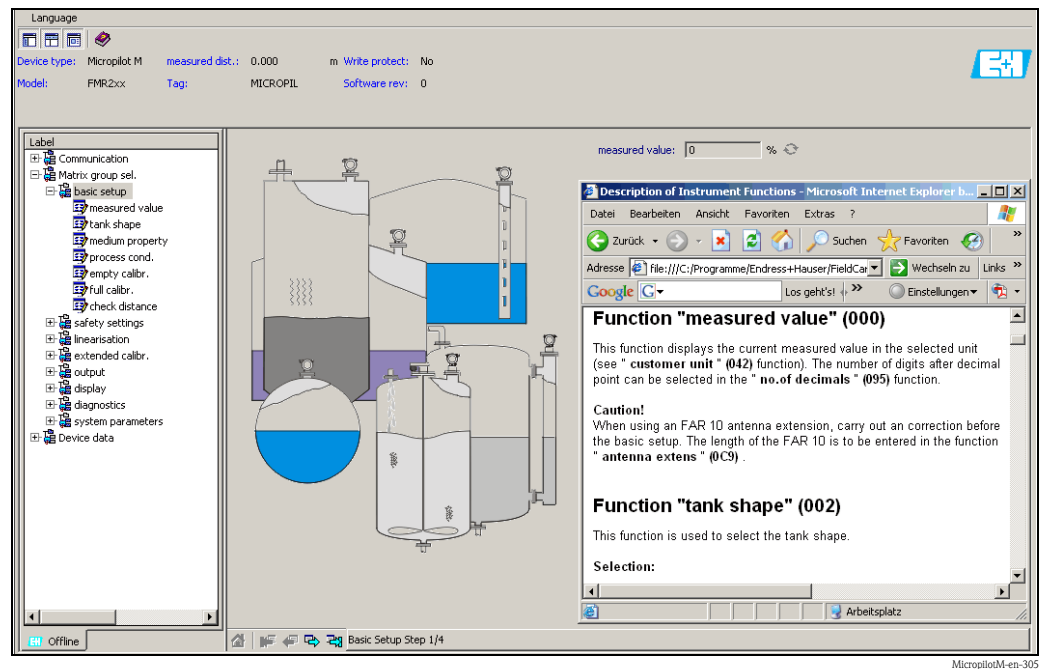 Language
Device type: Micropilot M measured dist.: 0.000 m Write protect: No
Model: FMR2xx Tag: MICROPIL Software rev: 0
E+H
Label
Communication
Matrix group sel.
basic setup
measured value
tank shape
medium property
process cond.
empty calibr.
full calibr.
check distance
safety settings
linearisation
extended calibr.
output
display
diagnostics
system parameters
Device data
Offline
measured value: 0 %
Description of Instrument Functions - Microsoft Internet Explorer b...
Datei Bearbeiten Ansicht Favoriten Extras ?
Zurück Suchen Favoriten »
Adresse file:///C:/Programme/Endress+Hauser/FieldCar Wechseln zu Links »
Google G Los geht's! » Einstellungen
Function "measured value" (000)
This function displays the current measured value in the selected unit
(see " customer unit " (042) function). The number of digits after decimal
point can be selected in the " no.of decimals " (095) function.
Caution!
When using an FAR 10 antenna extension, carry out an correction before
the basic setup. The length of the FAR 10 is to be entered in the function
" antenna extens " (0C9) .
Function "tank shape" (002)
This function is used to select the tank shape.
Selection:
Arbeitsplatz
Basic Setup Step 1/4
MicropilotM-en-305